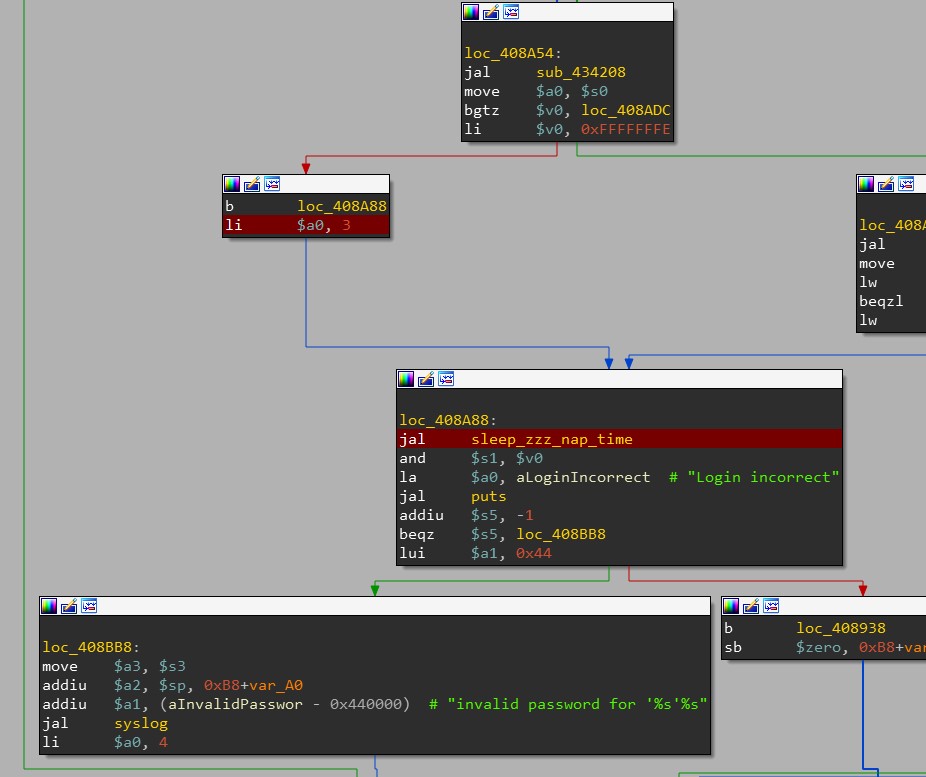 loc_408A54:
jal sub_434208
move $a0, $s0
bgtz $v0, loc_408ADC
li $v0, 0xFFFFFFFE
b loc_408A88
li $a0, 3
jal
move
lw
beqzl
lw
loc_408A88:
jal sleep_zzz_nap_time
and $s1, $v0
la $a0, aLoginIncorrect # "Login incorrect"
jal puts
addiu $s5, -1
beqz $s5, loc_408BB8
lui $a1, 0x44
loc_408BB8:
move $a3, $s3
addiu $a2, $sp, 0xB8+var_A0
addiu $a1, (aInvalidPasswor - 0x440000) # "invalid password for '%s'%s"
jal syslog
li $a0, 4
b loc_408938
sb $zero, 0xB8+var